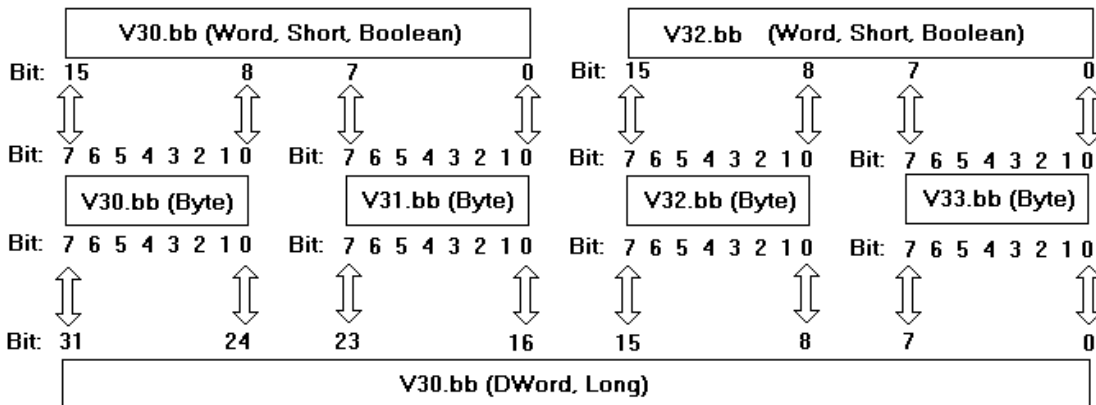 V30.bb (Word, Short, Boolean) V32.bb (Word, Short, Boolean)
Bit: 15 8 7 0 Bit: 15 8 7 0
Bit: 7 6 5 4 3 2 1 0 Bit: 7 6 5 4 3 2 1 0 Bit: 7 6 5 4 3 2 1 0 Bit: 7 6 5 4 3 2 1 0
V30.bb (Byte) V31.bb (Byte) V32.bb (Byte) V33.bb (Byte)
Bit: 7 6 5 4 3 2 1 0 Bit: 7 6 5 4 3 2 1 0 Bit: 7 6 5 4 3 2 1 0 Bit: 7 6 5 4 3 2 1 0
Bit: 31 24 23 16 15 8 7 0
V30.bb (DWord, Long)